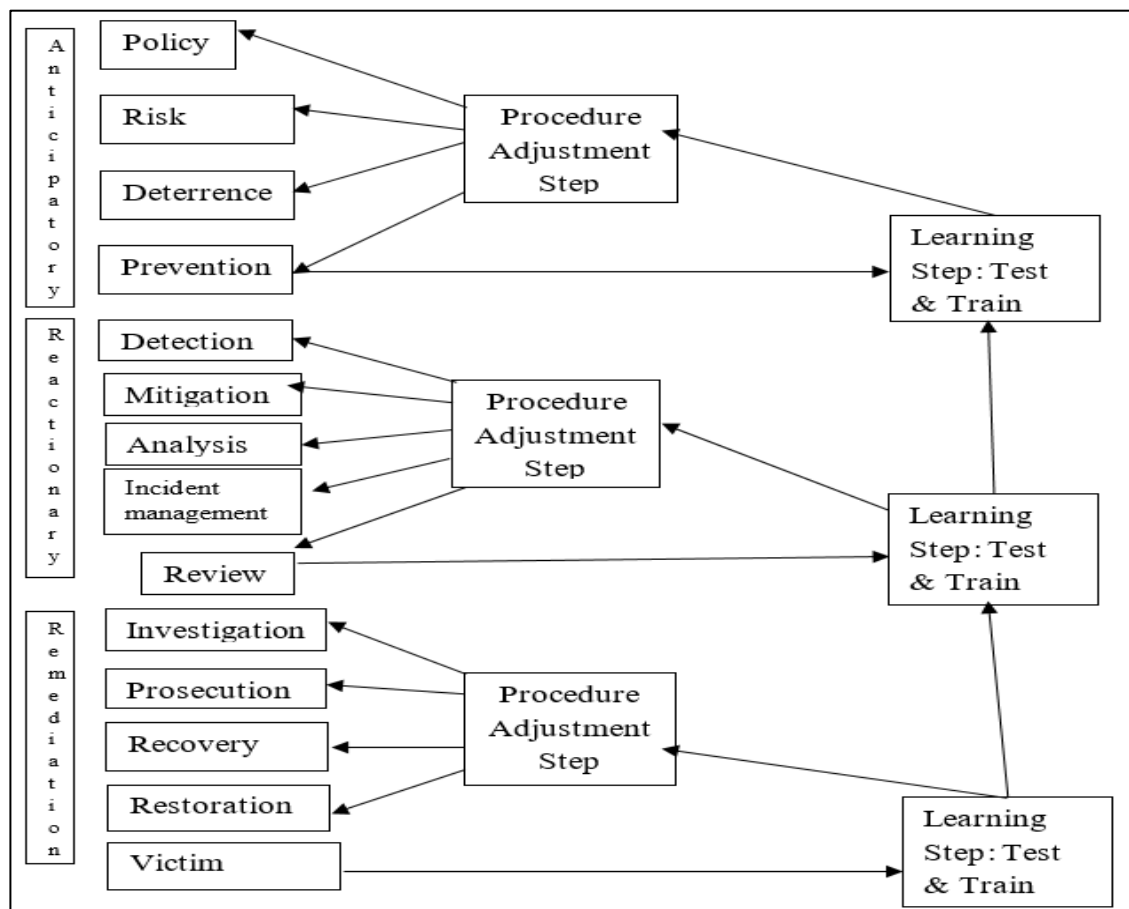 Anticipatory
Policy
Risk
Deterrence
Prevention
Procedure
Adjustment
Step
Learning
Step: Test
& Train
Reactionary
Detection
Mitigation
Analysis
Incident
management
Review
Procedure
Adjustment
Step
Learning
Step: Test
& Train
Remediation
Investigation
Prosecution
Recovery
Restoration
Victim
Procedure
Adjustment
Step
Learning
Step: Test
& Train